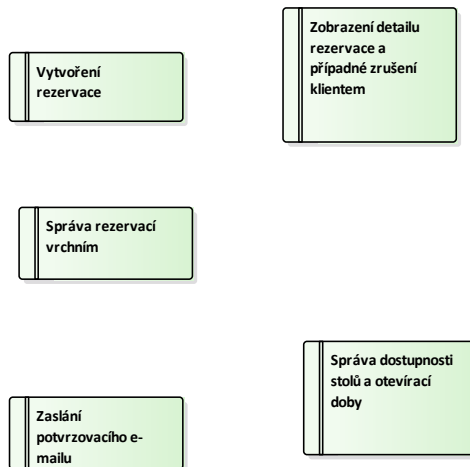 Zobrazení detailu
rezervace a
případné zrušení
klientem
Vytvoření
rezervace
Správa rezervací
vrchním
Správa dostupnosti
stolů a otevírací
doby
Zaslání
potvrzovacího e-
mailu